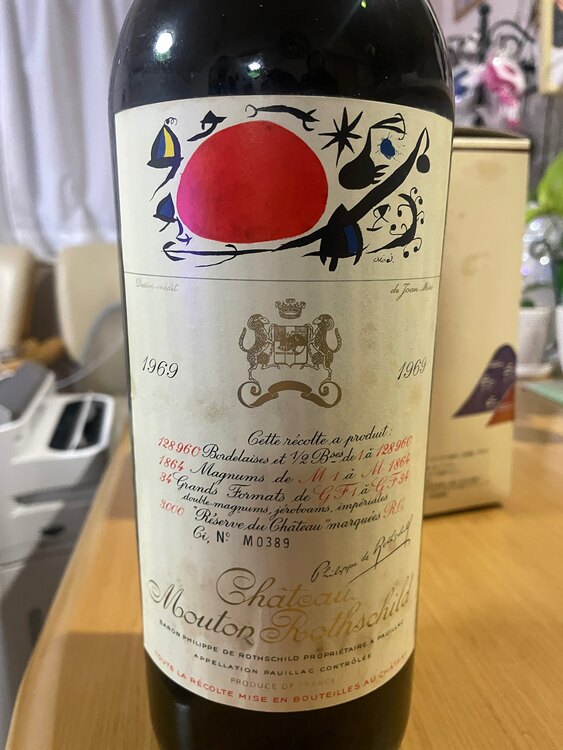 Miró.
Dessin inédit de Joan Miró
1969 1969
Cette récolte a produit:
128960 Bordelaises et 1/2 Bses de 1 à 128960
1864 Magnums de M 1 à M 1864
34 Grands Formats de G F 1 à G F 34
double-magnums, jéroboams, impériales
3000 "Réserve du Château" marquées R.C.
Ci, N° M0389
Philippe de Rothschild
Château
Mouton Rothschild
BARON PHILIPPE DE ROTHSCHILD PROPRIÉTAIRE A PAUILLAC
APPELLATION PAUILLAC CONTRÔLÉE
PRODUCE OF FRANCE
TOUTE LA RÉCOLTE MISE EN BOUTEILLES AU CHÂTEAU